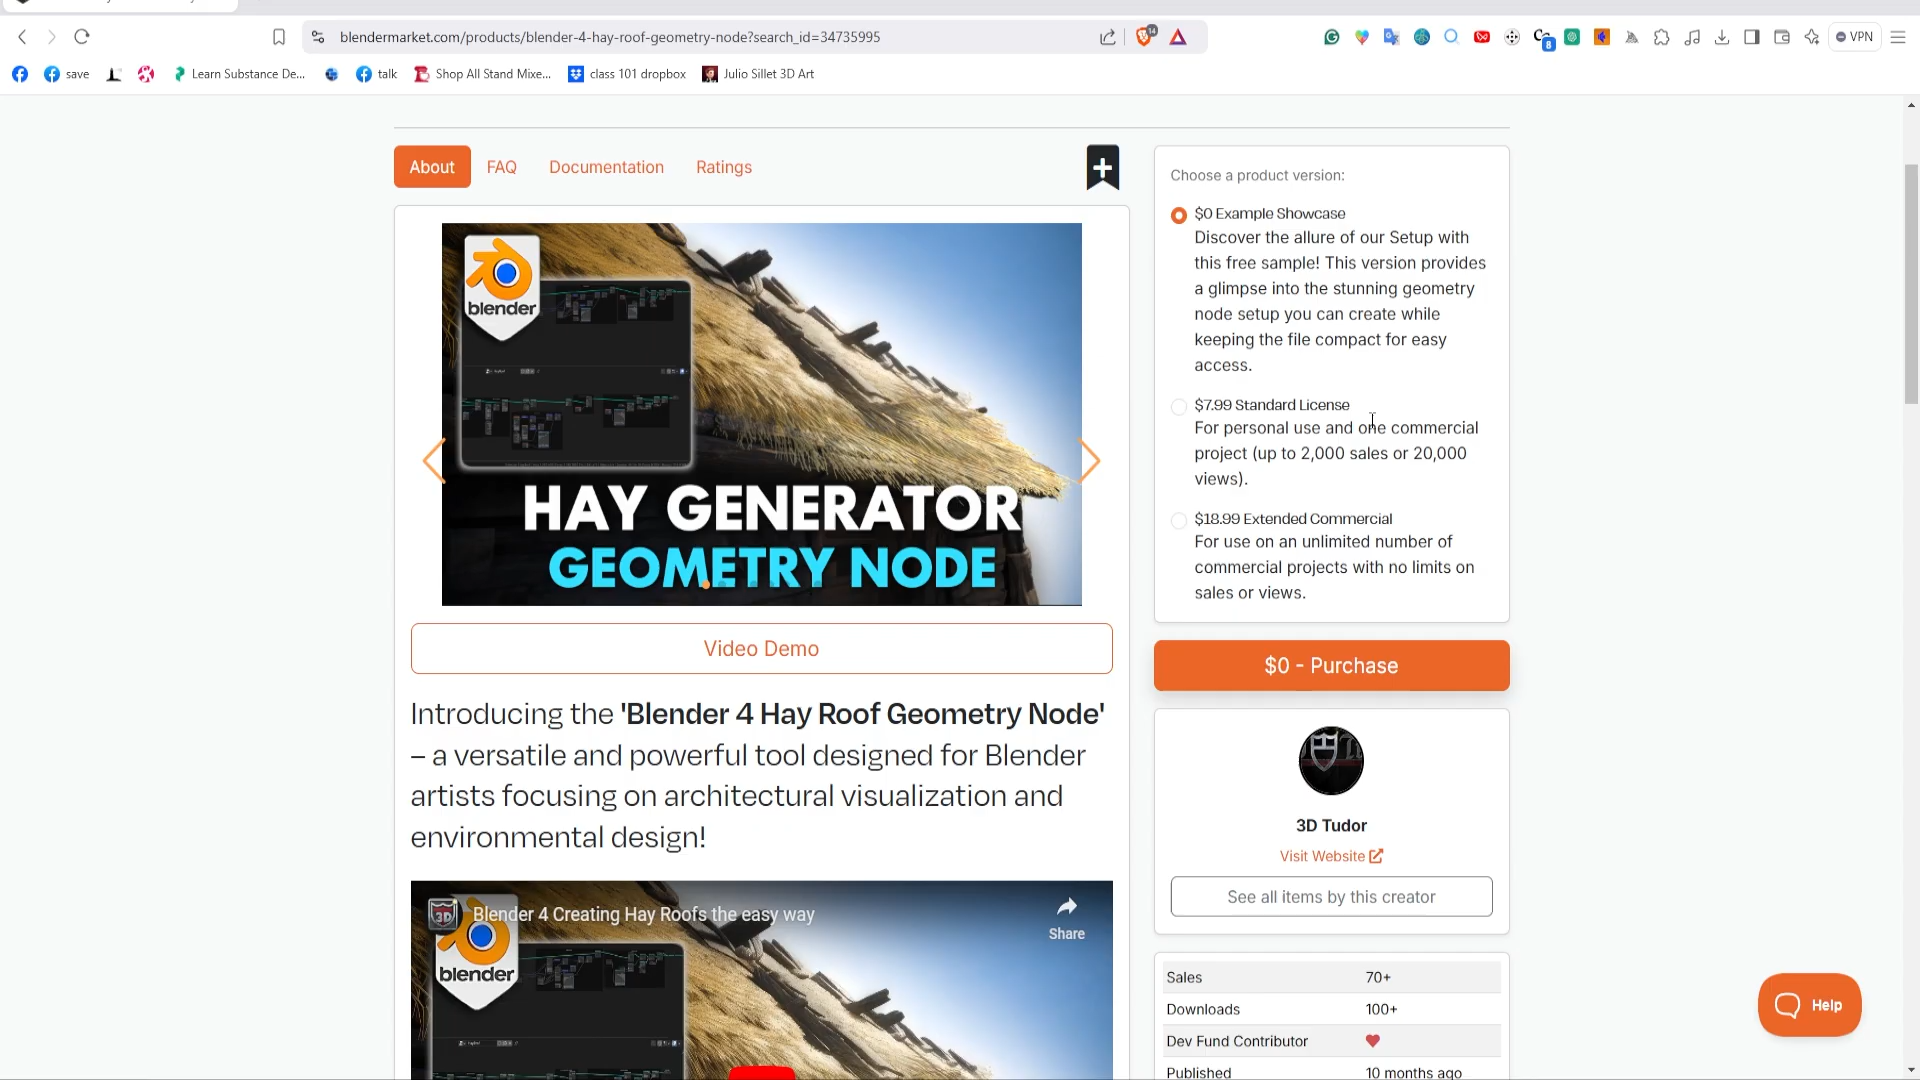 blendermarket.com/products/blender-4-hay-roof-geometry-node?search_id=34735995
14
8
VPN
save
Learn Substance De...
talk
Shop All Stand Mixe...
class 101 dropbox
Julio Sillet 3D Art
About
FAQ
Documentation
Ratings
blender
HAY GENERATOR
GEOMETRY NODE
Video Demo
Introducing the 'Blender 4 Hay Roof Geometry Node'
– a versatile and powerful tool designed for Blender
artists focusing on architectural visualization and
environmental design!
3D
Blender 4 Creating Hay Roofs the easy way
Share
blender
Choose a product version:
$0 Example Showcase
Discover the allure of our Setup with
this free sample! This version provides
a glimpse into the stunning geometry
node setup you can create while
keeping the file compact for easy
access.
$7.99 Standard License
For personal use and one commercial
project (up to 2,000 sales or 20,000
views).
$18.99 Extended Commercial
For use on an unlimited number of
commercial projects with no limits on
sales or views.
$0 - Purchase
3D Tudor
Visit Website
See all items by this creator
Sales 70+
Downloads 100+
Dev Fund Contributor
Published 10 months ago
Help